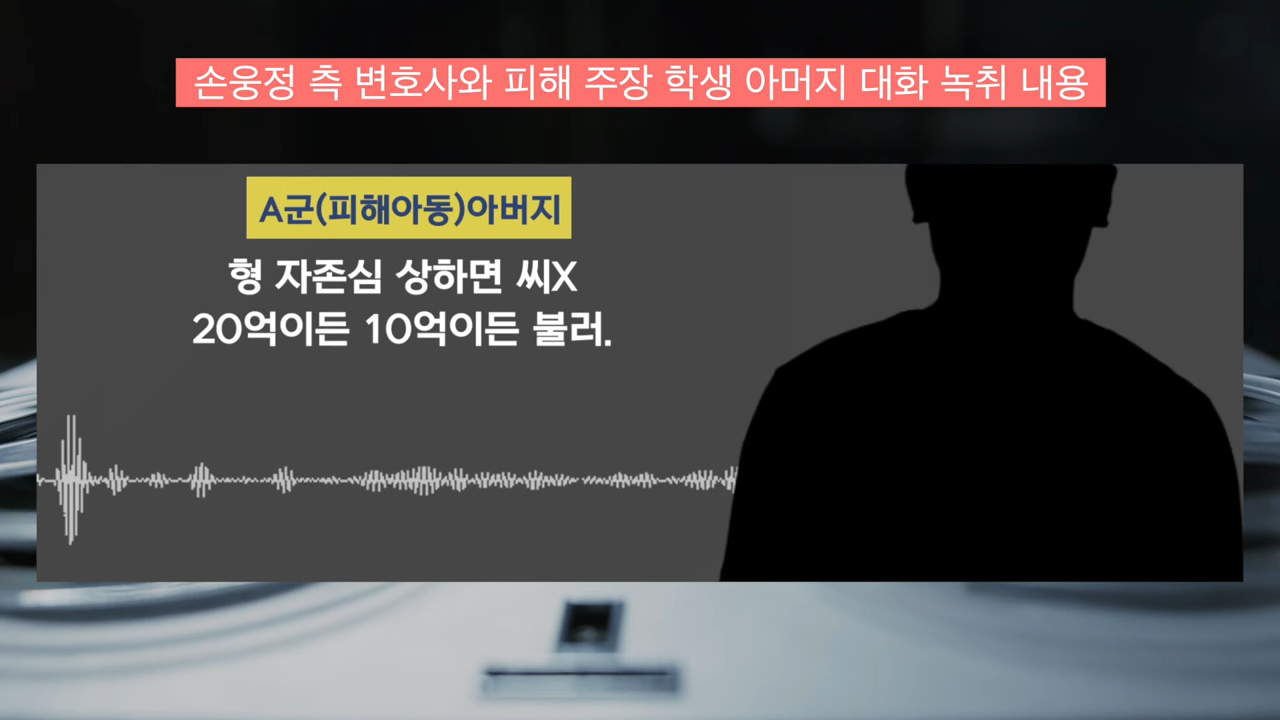 손웅정 측 변호사와 피해 주장 학생 아머지 대화 녹취 내용
A군(피해아동)아버지
형 자존심 상하면 씨X
20억이든 10억이든 불러.